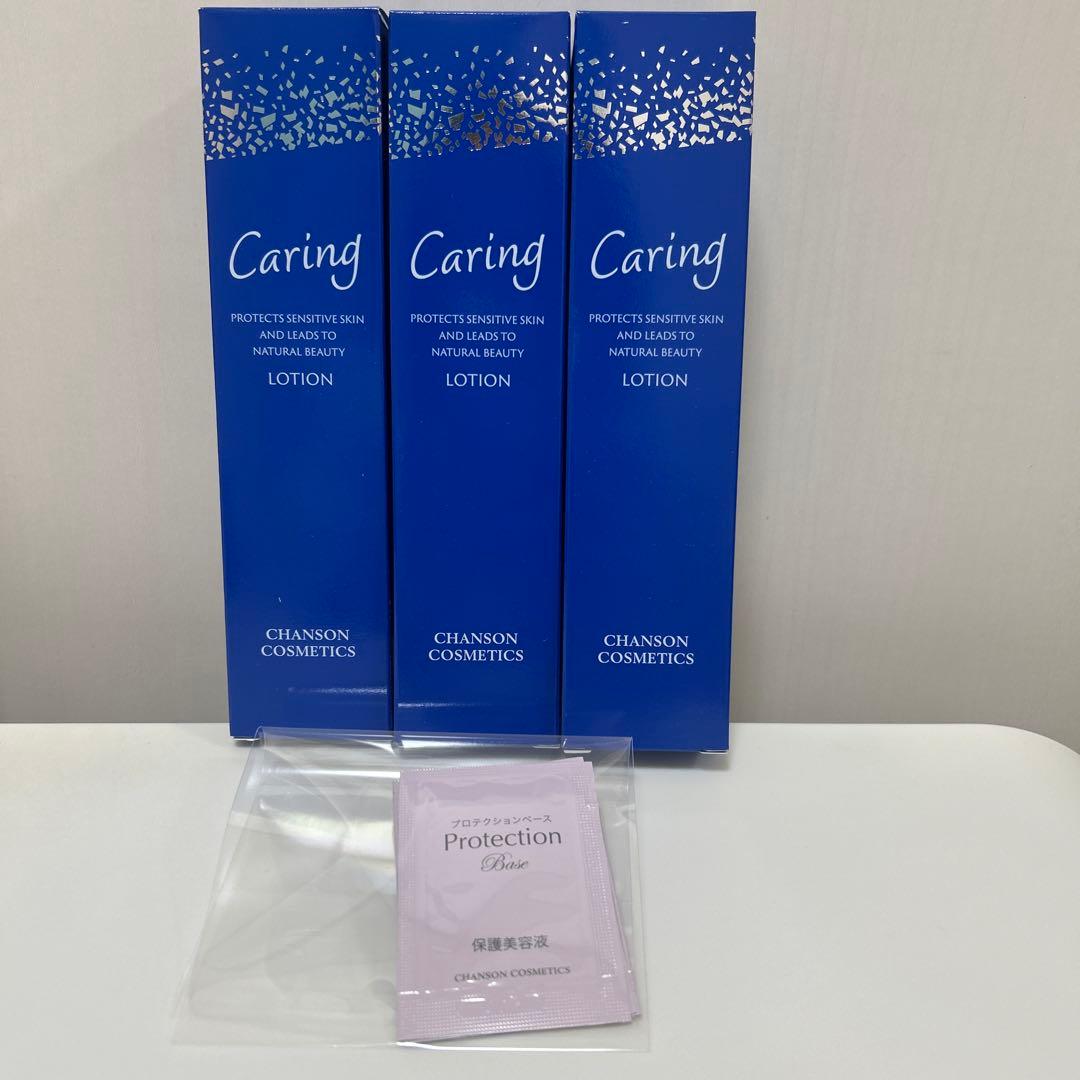 Caring
PROTECTS SENSITIVE SKIN
AND LEADS TO
NATURAL BEAUTY
LOTION
CHANSON
COSMETICS
Caring
PROTECTS SENSITIVE SKIN
AND LEADS TO
NATURAL BEAUTY
LOTION
CHANSON
COSMETICS
Caring
PROTECTS SENSITIVE SKIN
AND LEADS TO
NATURAL BEAUTY
LOTION
CHANSON
COSMETICS
プロテクションベース
Protection
Base
保護美容液
CHANSON COSMETICS